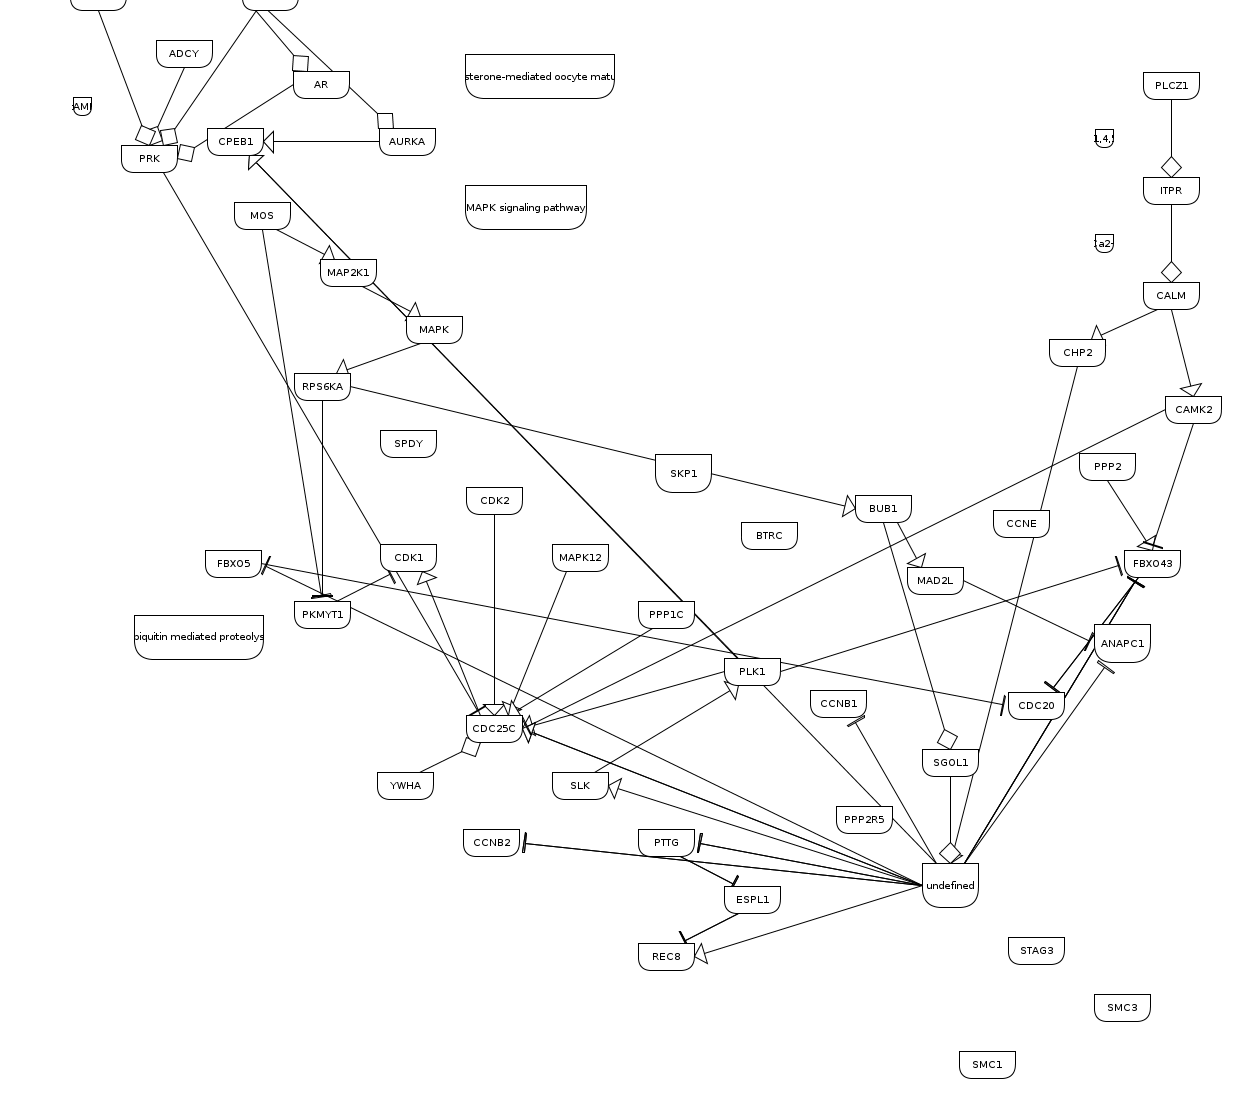 ADCY
sterone-mediated oocyte matu
AR
PLCZ1
AMI
CPEB1
AURKA
1,4,
PRK
ITPR
MOS
MAPK signaling pathway
a2-
MAP2K1
CALM
MAPK
CHP2
RPS6KA
CAMK2
SPDY
SKP1
PPP2
CDK2
BUB1
CCNE
BTRC
FBXO5
CDK1
MAPK12
FBXO43
MAD2L
PKMYT1
PPP1C
biquitin mediated proteolys
ANAPC1
PLK1
CCNB1
CDC20
CDC25C
SGOL1
YWHA
SLK
PPP2R5
CCNB2
PTTG
undefined
ESPL1
REC8
STAG3
SMC3
SMC1